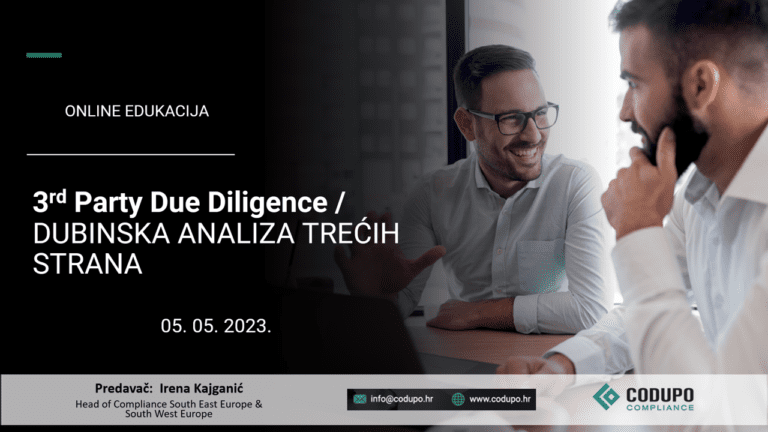 ONLINE EDUKACIJA
3rd Party Due Diligence /
DUBINSKA ANALIZA TREĆIH
STRANA
05. 05. 2023.
Predavač: Irena Kajganić
Head of Compliance South East Europe &
South West Europe
info@codupo.hr
www.codupo.hr
CODUPO
COMPLIANCE